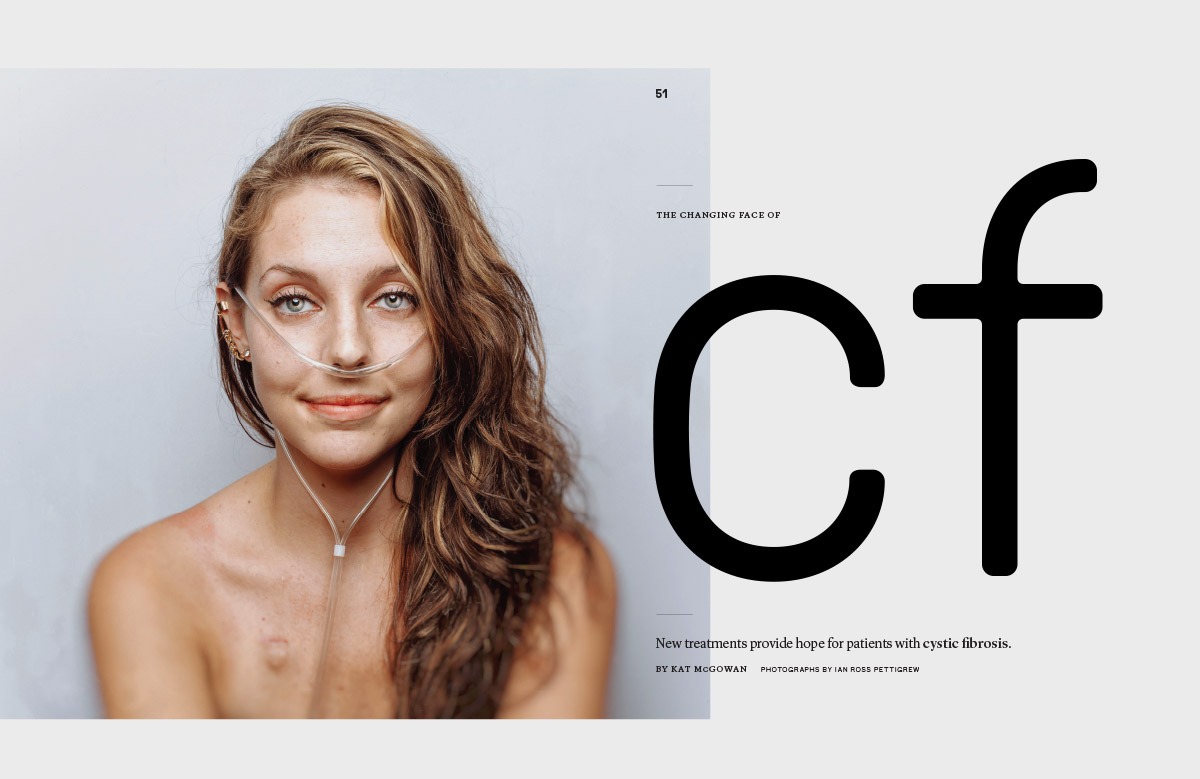 51
THE CHANGING FACE OF
cf
New treatments provide hope for patients with cystic fibrosis.
BY KAT McGOWAN PHOTOGRAPHS BY IAN ROSS PETTIGREW